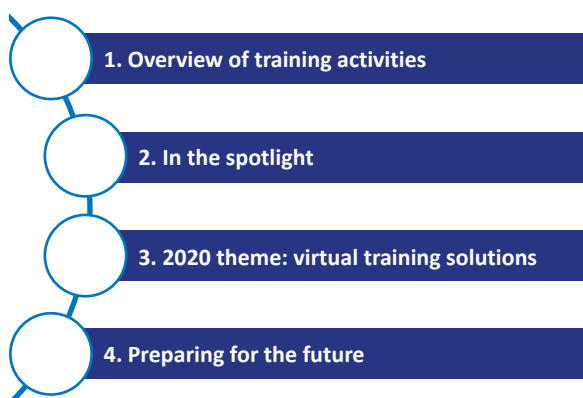 1. Overview of training activities
2. In the spotlight
3. 2020 theme: virtual training solutions
4. Preparing for the future